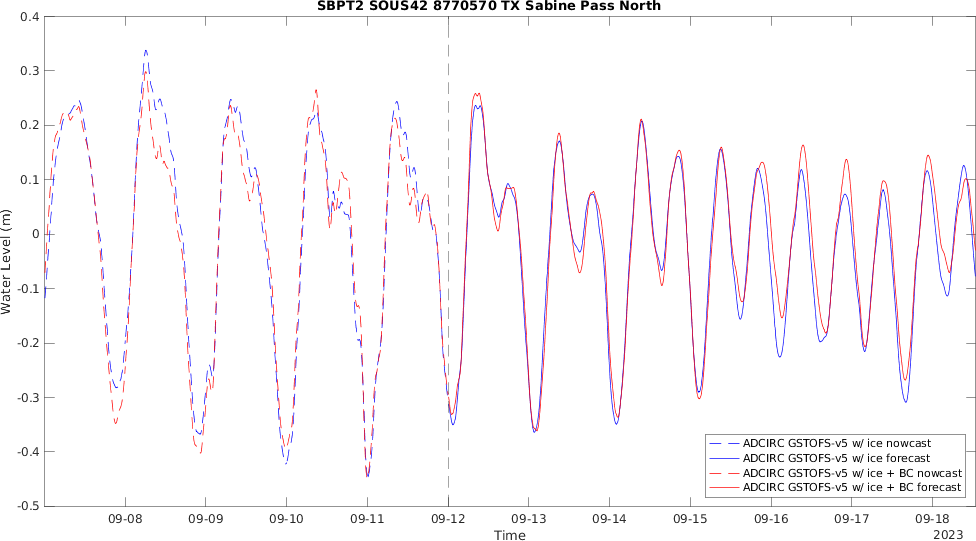 SBPT2 SOUS42 8770570 TX Sabine Pass North
0.4
0.3
0.2
0.1
0
-0.1
-0.2
-0.3
-0.4
-0.5
Water Level (m)
09-08 09-09 09-10 09-11 09-12 09-13 09-14 09-15 09-16 09-17 09-18
Time
2023
ADCIRC GSTOFS-v5 w/ ice nowcast
ADCIRC GSTOFS-v5 w/ ice forecast
ADCIRC GSTOFS-v5 w/ ice + BC nowcast
ADCIRC GSTOFS-v5 w/ ice + BC forecast